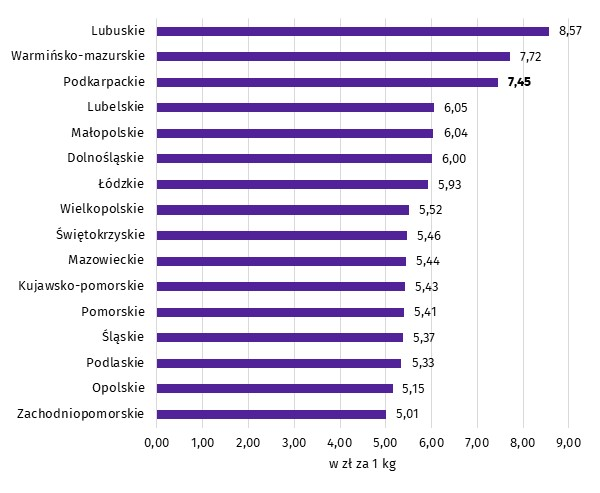 Lubuskie 8,57
Warmińsko-mazurskie 7,72
Podkarpackie 7,45
Lubelskie 6,05
Małopolskie 6,04
Dolnośląskie 6,00
Łódzkie 5,93
Wielkopolskie 5,52
Świętokrzyskie 5,46
Mazowieckie 5,44
Kujawsko-pomorskie 5,43
Pomorskie 5,41
Śląskie 5,37
Podlaskie 5,33
Opolskie 5,15
Zachodniopomorskie 5,01
0,00 1,00 2,00 3,00 4,00 5,00 6,00 7,00 8,00 9,00
w zł za 1 kg